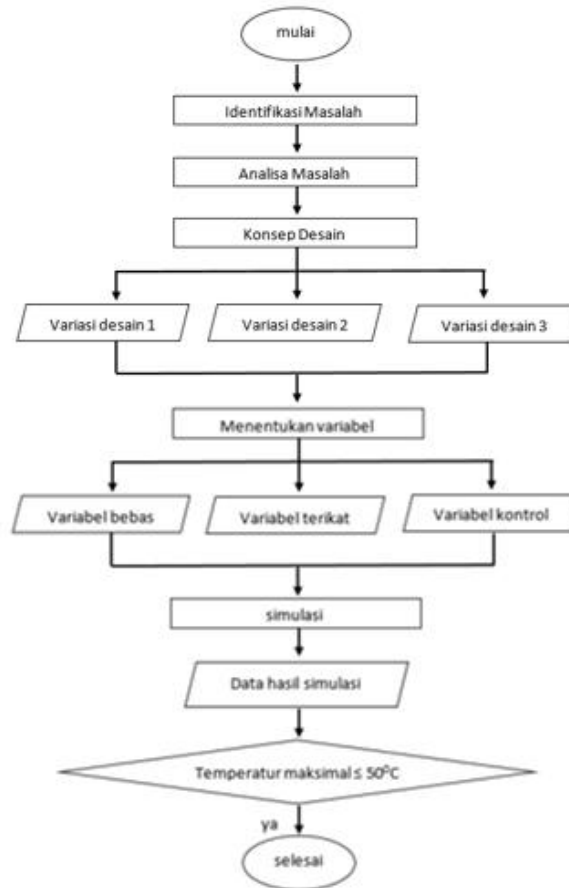 mulai
Identifikasi Masalah
Analisa Masalah
Konsep Desain
Variasi desain 1
Variasi desain 2
Variasi desain 3
Menentukan variabel
Variabel bebas
Variabel terikat
Variabel kontrol
simulasi
Data hasil simulasi
Temperatur maksimal ≤ 50⁰C
ya
selesai